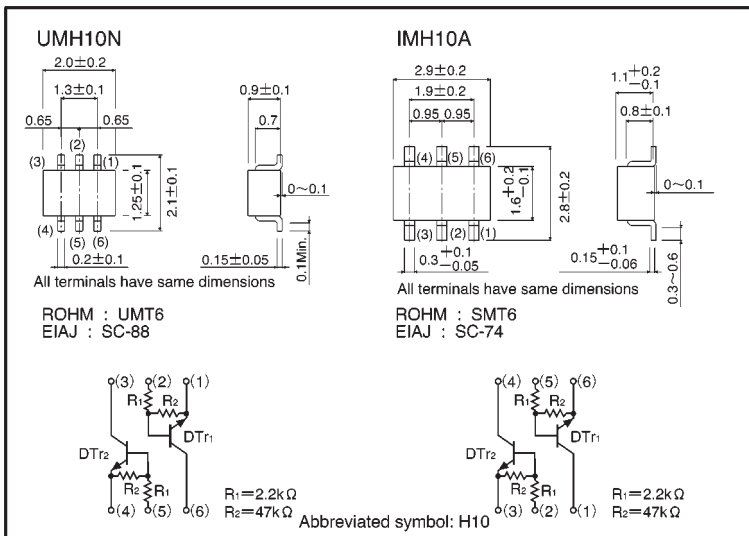 UMH10N
2.0±0.2
1.3±0.1
0.65
0.65
(2)
(3)
(1)
1.25±0.1
2.1±0.1
(4)
(5)
(6)
0.2±0.1
0.9±0.1
0.7
0~0.1
0.15±0.05
0.1Min.
All terminals have same dimensions
ROHM : UMT6
EIAJ : SC-88
IMH10A
2.9±0.2
1.9±0.2
0.95
0.95
(4)
(5)
(6)
1.6+0.2−0.1
2.8±0.2
(3)
(2)
(1)
0.3+0.1−0.05
1.1+0.2−0.1
0.8±0.1
0~0.1
0.15+0.1−0.06
0.3~0.6
All terminals have same dimensions
ROHM : SMT6
EIAJ : SC-74
(3)
(2)
(1)
R1
R2
DTr1
DTr2
R2
R1
(4)
(5)
(6)
R1=2.2kΩ
R2=47kΩ
(4)
(5)
(6)
R1
R2
DTr1
DTr2
R2
R1
(3)
(2)
(1)
R1=2.2kΩ
R2=47kΩ
Abbreviated symbol: H10